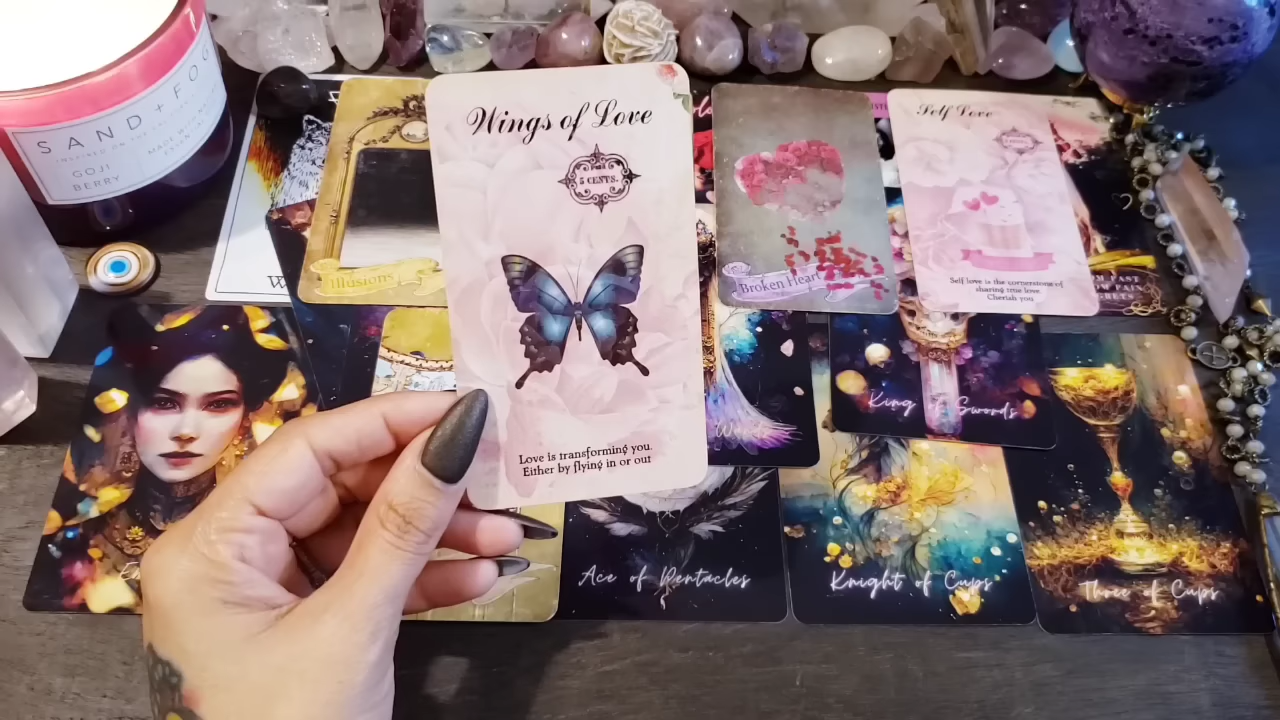 SAND + FOG
GOJI
BERRY
Illusions
Wings of Love
5 CENTS.
Love is transforming you.
Either by flying in or out
Broken Heart
Self Love
Self love is the cornerstone of
sharing true love
Cherish you
King of Swords
Ace of Pentacles
Knight of Cups
Three of Cups